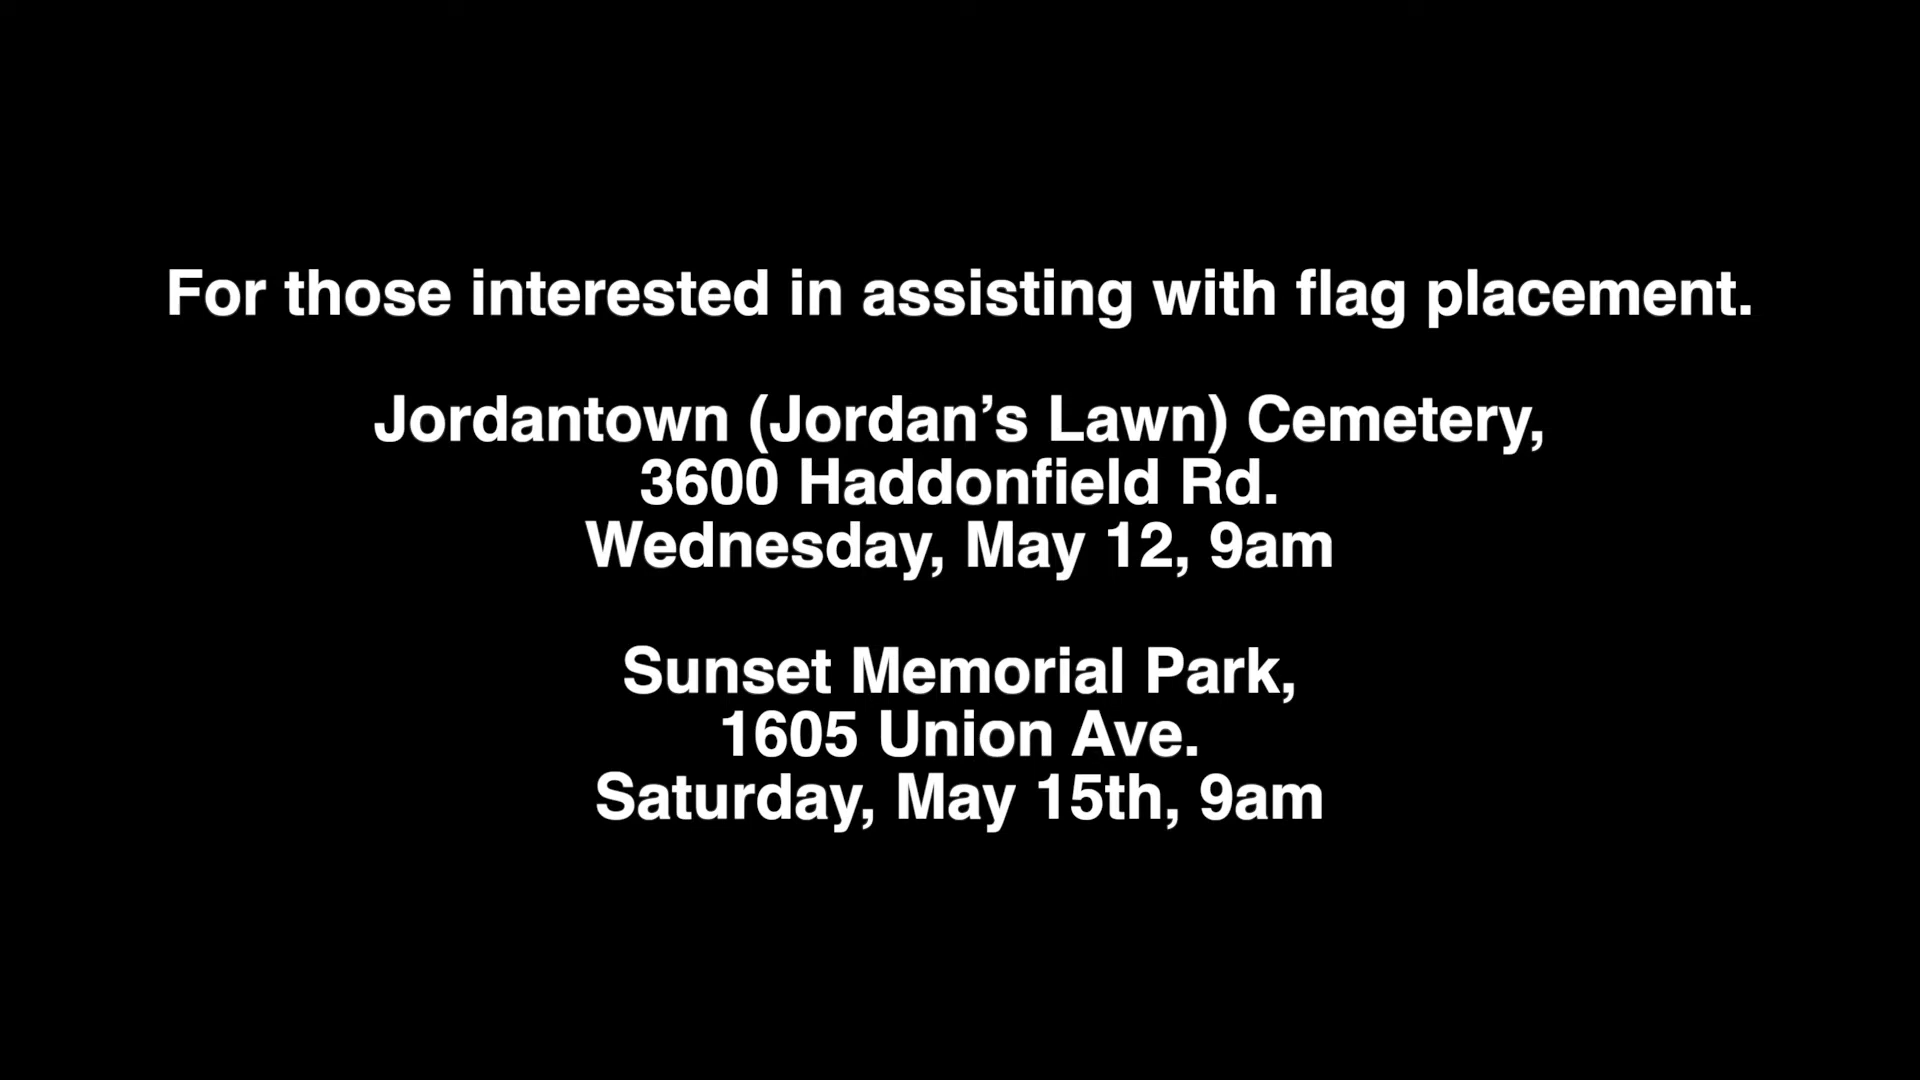 For those interested in assisting with flag placement.
Jordantown (Jordan’s Lawn) Cemetery,
3600 Haddonfield Rd.
Wednesday, May 12, 9am
Sunset Memorial Park,
1605 Union Ave.
Saturday, May 15th, 9am